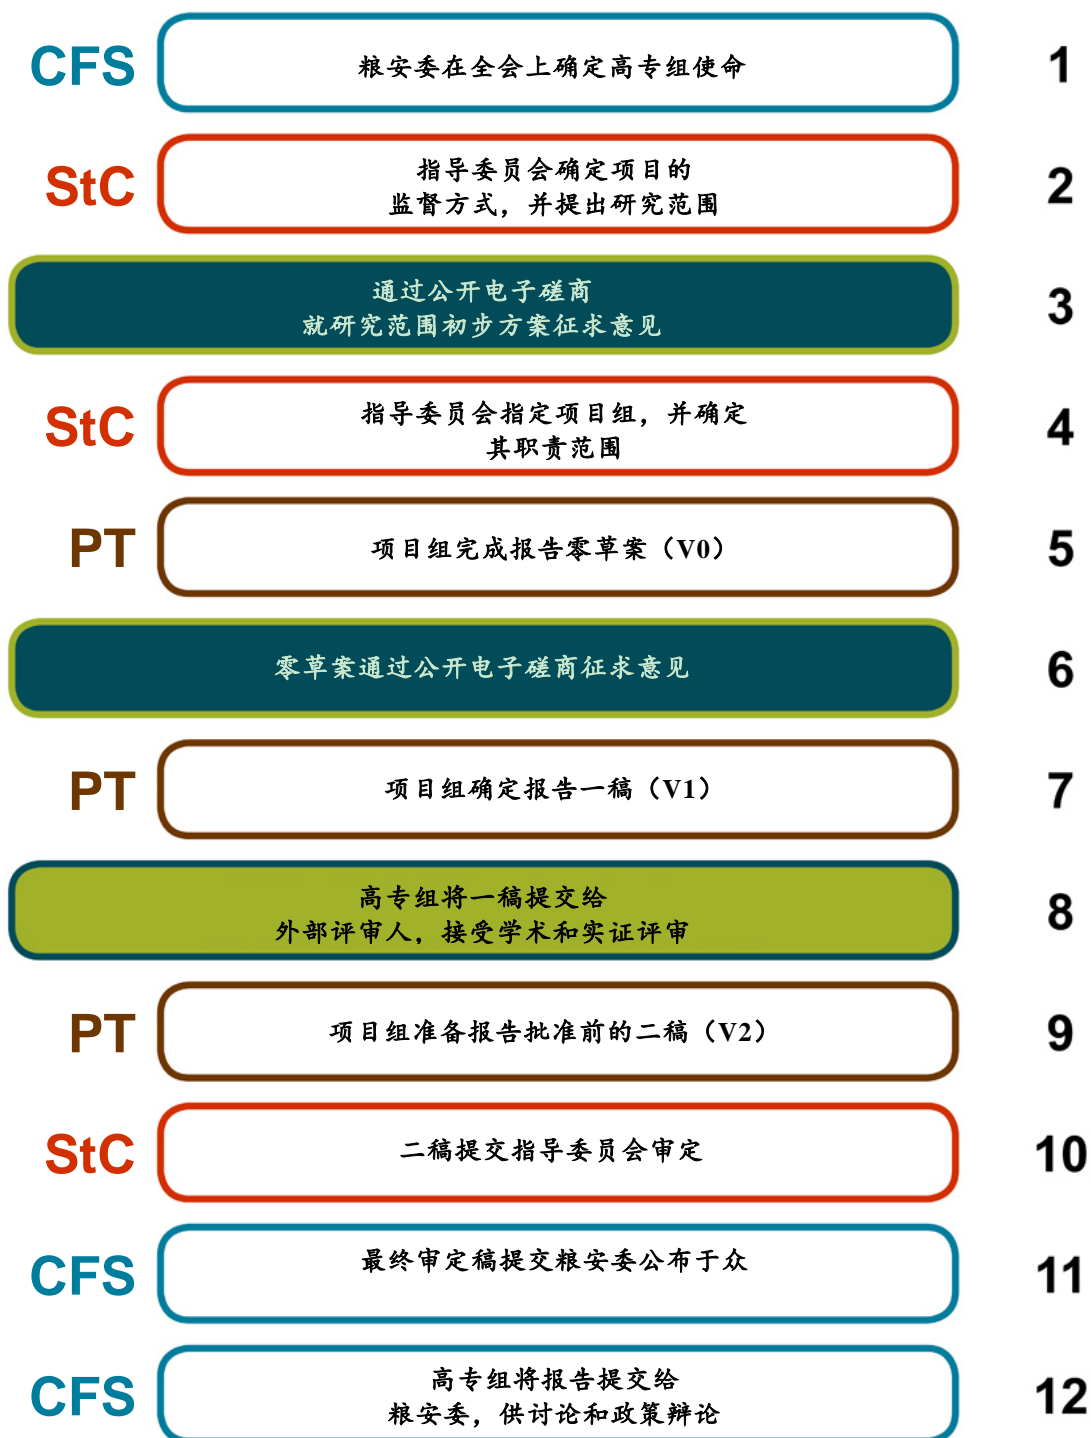 CFS 粮安委在全会上确定高专组使命 1
StC 指导委员会确定项目的
监督方式，并提出研究范围 2
通过公开电子磋商
就研究范围初步方案征求意见 3
StC 指导委员会指定项目组，并确定
其职责范围 4
PT 项目组完成报告零草案（V0） 5
零草案通过公开电子磋商征求意见 6
PT 项目组确定报告一稿（V1） 7
高专组将一稿提交给
外部评审人，接受学术和实证评审 8
PT 项目组准备报告批准前的二稿（V2） 9
StC 二稿提交指导委员会审定 10
CFS 最终审定稿提交粮安委公布于众 11
CFS 高专组将报告提交给
粮安委，供讨论和政策辩论 12